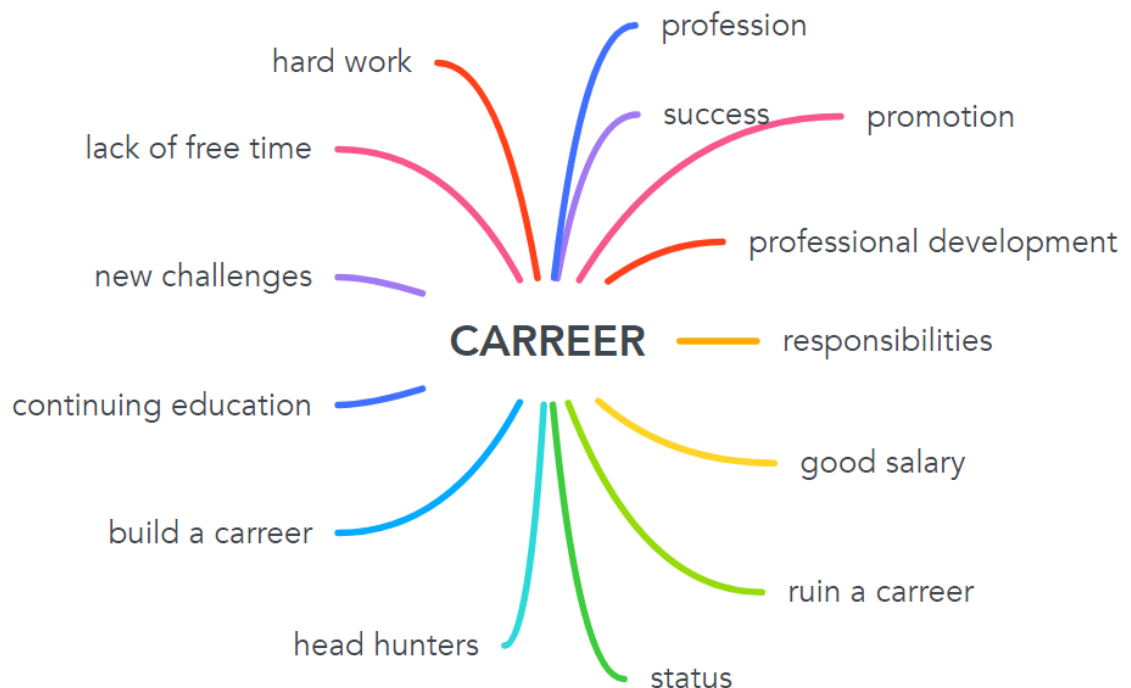 profession
hard work
success
promotion
lack of free time
professional development
new challenges
CARREER
responsibilities
continuing education
good salary
build a carreer
ruin a carreer
head hunters
status